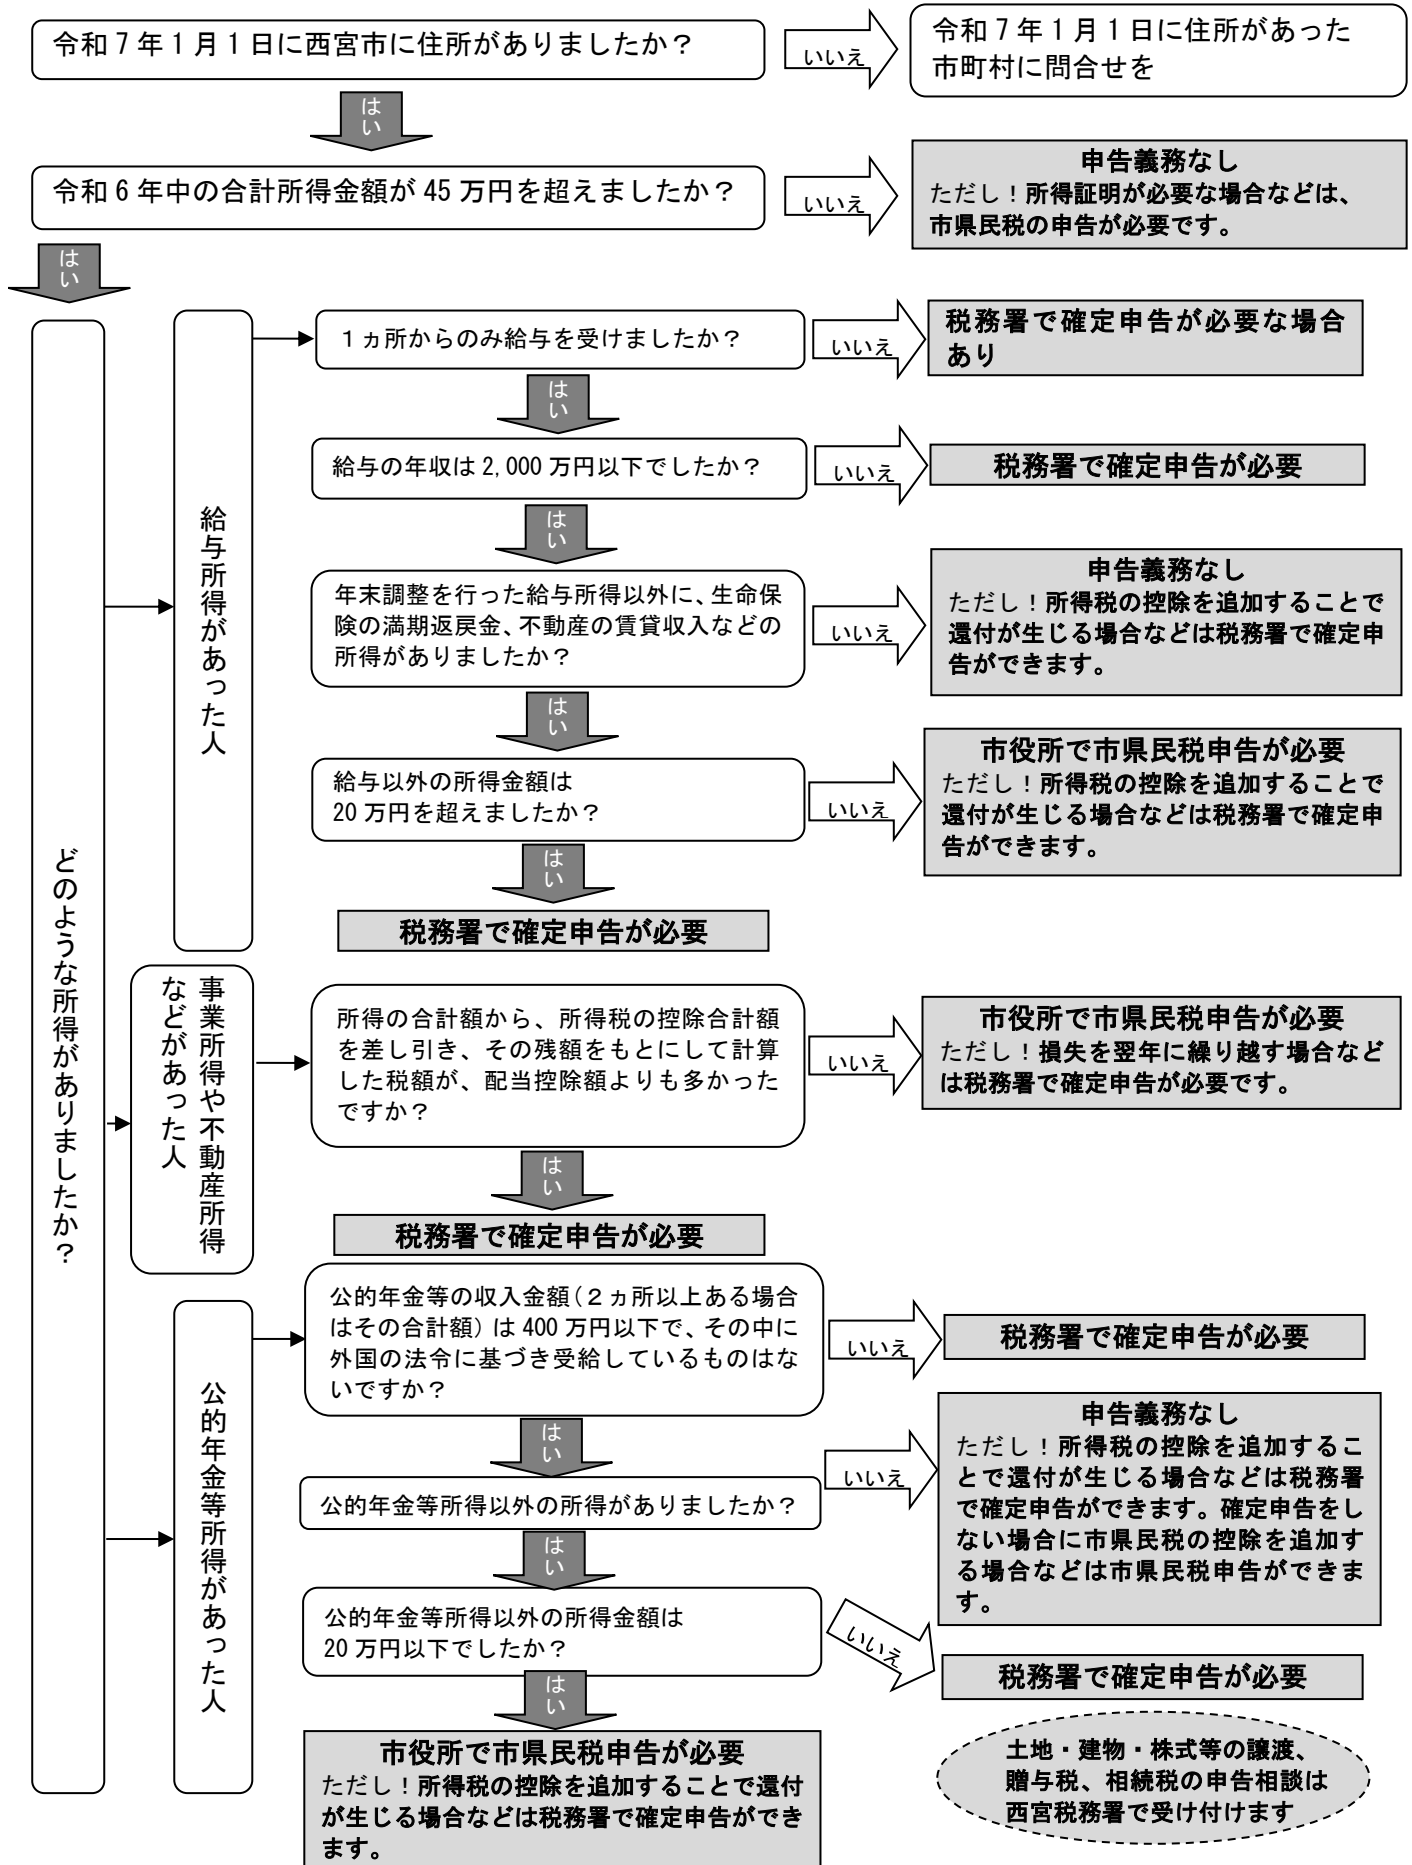 令和７年１月１日に西宮市に住所がありましたか？
いいえ
令和７年１月１日に住所があった
市町村に問合せを
はい
令和６年中の合計所得金額が 45 万円を超えましたか？
いいえ
申告義務なし
ただし！所得証明が必要な場合などは、
市県民税の申告が必要です。
はい
どのような所得がありましたか？
給与所得があった人
１ヵ所からのみ給与を受けましたか？
いいえ
税務署で確定申告が必要な場合
あり
はい
給与の年収は 2,000 万円以下でしたか？
いいえ
税務署で確定申告が必要
はい
年末調整を行った給与所得以外に、生命保
険の満期返戻金、不動産の賃貸収入などの
所得がありましたか？
いいえ
申告義務なし
ただし！所得税の控除を追加することで
還付が生じる場合などは税務署で確定申
告ができます。
はい
給与以外の所得金額は
20 万円を超えましたか？
いいえ
市役所で市県民税申告が必要
ただし！所得税の控除を追加することで
還付が生じる場合などは税務署で確定申
告ができます。
はい
税務署で確定申告が必要
事業所得や不動産所得
などがあった人
所得の合計額から、所得税の控除合計額
を差し引き、その残額をもとにして計算
した税額が、配当控除額よりも多かった
ですか？
いいえ
市役所で市県民税申告が必要
ただし！損失を翌年に繰り越す場合など
は税務署で確定申告が必要です。
はい
税務署で確定申告が必要
公的年金等所得があった人
公的年金等の収入金額（２ヵ所以上ある場合
はその合計額）は 400 万円以下で、その中に
外国の法令に基づき受給しているものはな
いですか？
いいえ
税務署で確定申告が必要
はい
公的年金等所得以外の所得がありましたか？
いいえ
申告義務なし
ただし！所得税の控除を追加するこ
とで還付が生じる場合などは税務署
で確定申告ができます。確定申告をし
ない場合に市県民税の控除を追加す
る場合などは市県民税申告ができま
す。
はい
公的年金等所得以外の所得金額は
20 万円以下でしたか？
いいえ
税務署で確定申告が必要
はい
市役所で市県民税申告が必要
ただし！所得税の控除を追加することで還付
が生じる場合などは税務署で確定申告ができ
ます。
土地・建物・株式等の譲渡、
贈与税、相続税の申告相談は
西宮税務署で受け付けます